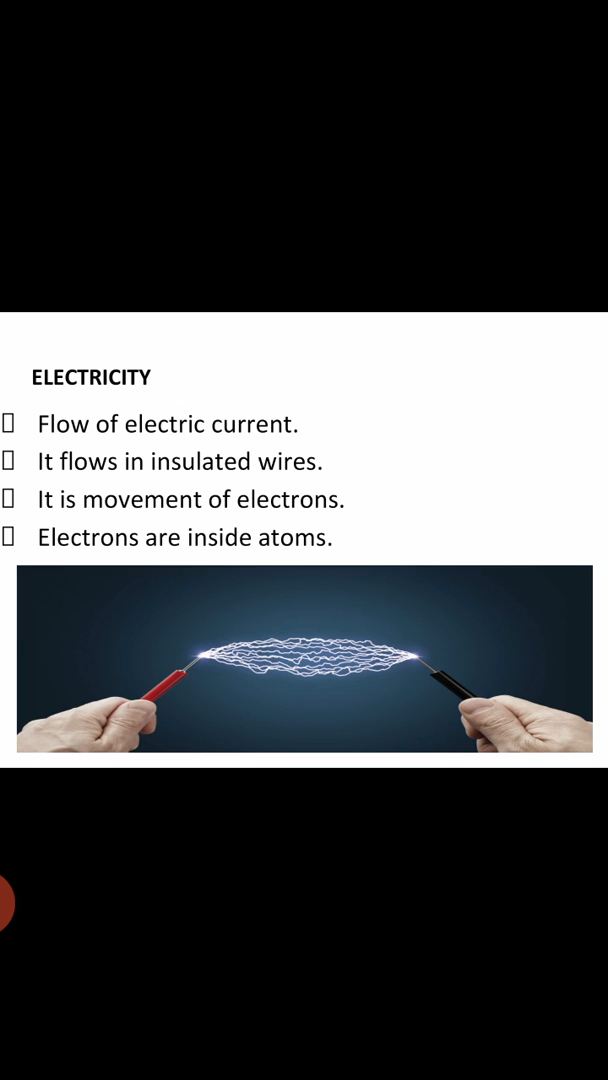 ELECTRICITY
Flow of electric current.
It flows in insulated wires.
It is movement of electrons.
Electrons are inside atoms.